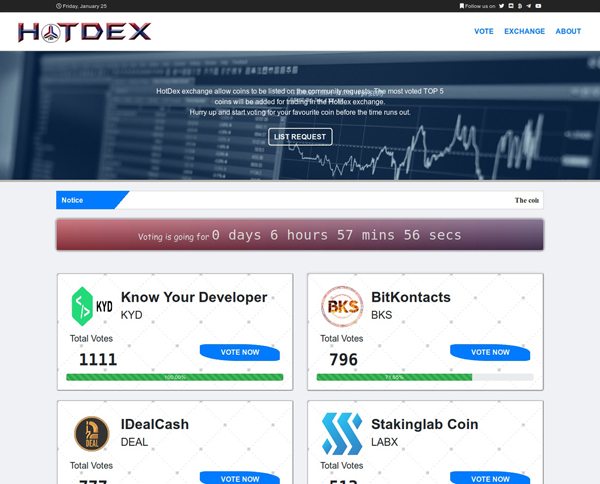 Friday, January 25
Follow us on:
HOTDEX
VOTE EXCHANGE ABOUT
HotDex exchange allow coins to be listed on the community requests. The most voted TOP 5
coins will be added for trading in the Hotdex exchange.
Hurry up and start voting for your favourite coin before the time runs out.
LIST REQUEST
Notice
The coin
Voting is going for 0 days 6 hours 57 mins 56 secs
KYD
Know Your Developer
KYD
Total Votes
1111
VOTE NOW
100.00%
BKS
BitKontacts
BKS
Total Votes
796
VOTE NOW
DEAL
IDealCash
DEAL
Total Votes
777
VOTE NOW
Stakinglab Coin
LABX
Total Votes
513
VOTE NOW